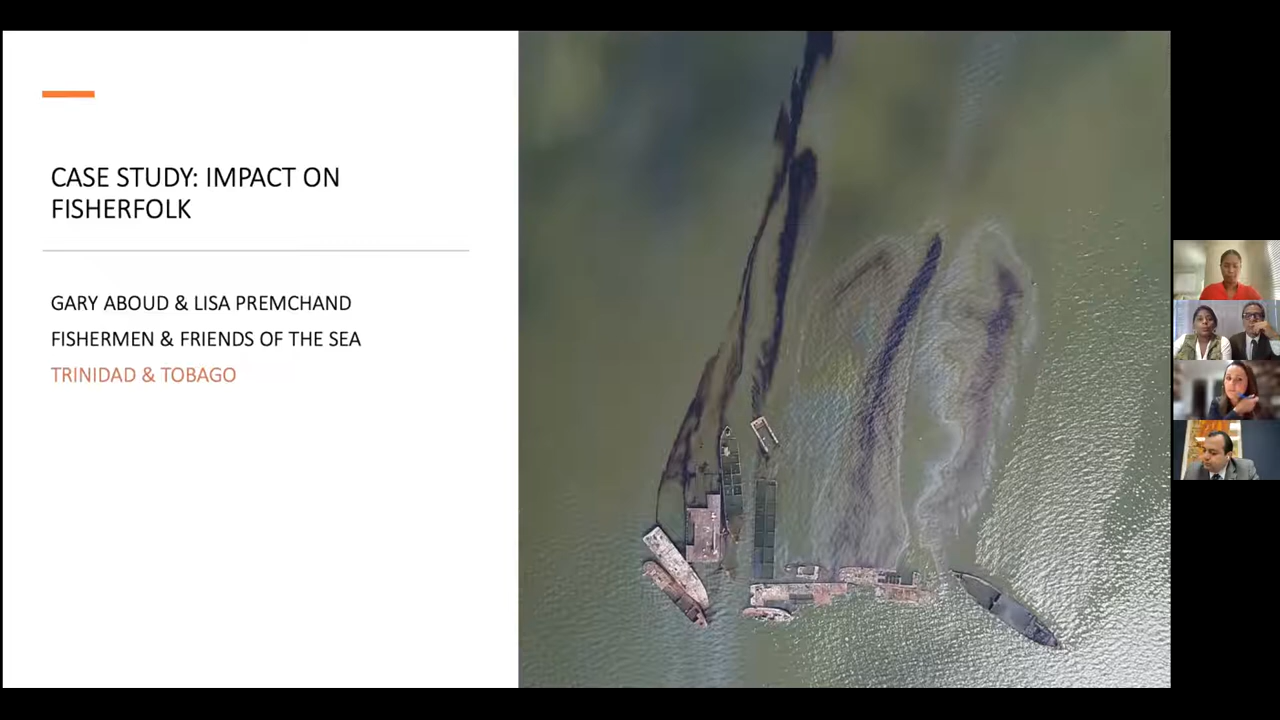 CASE STUDY: IMPACT ON
FISHERFOLK
GARY ABOUD & LISA PREMCHAND
FISHERMEN & FRIENDS OF THE SEA
TRINIDAD & TOBAGO